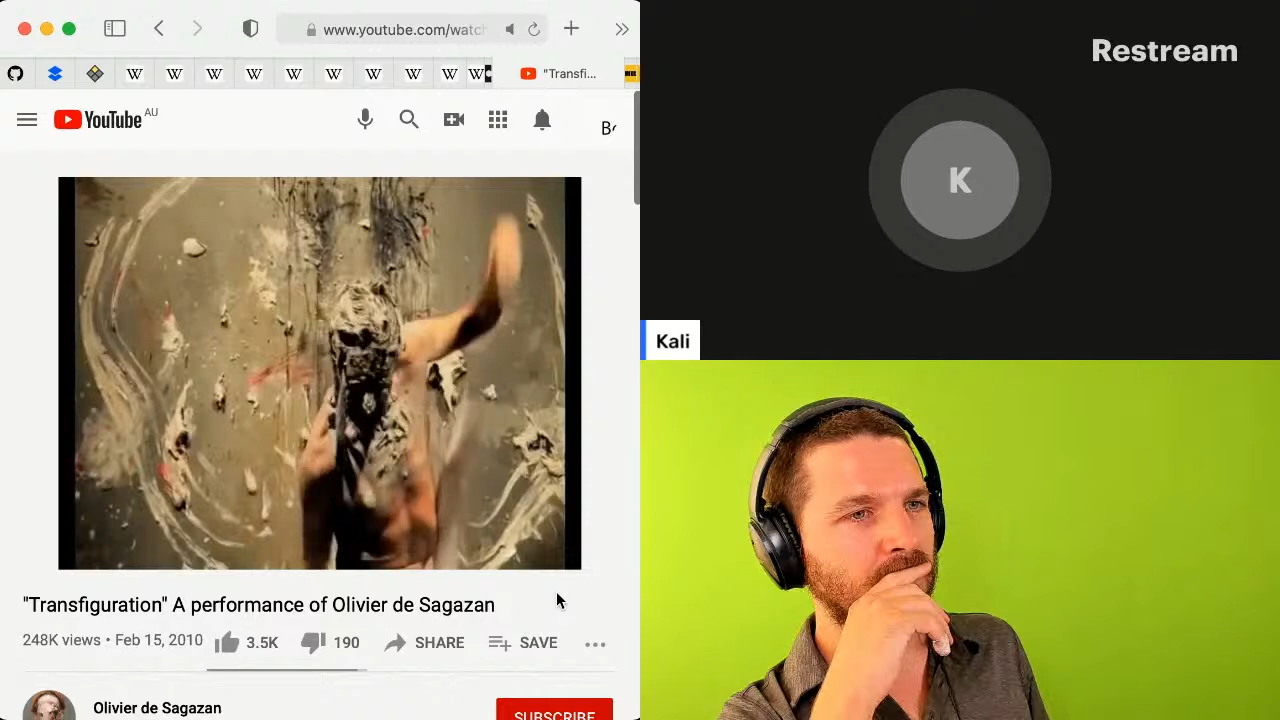 www.youtube.com/watc
"Transfi...
YouTube AU
"Transfiguration" A performance of Olivier de Sagazan
248K views • Feb 15, 2010
3.5K
190
SHARE
SAVE
Olivier de Sagazan
SUBSCRIBE
Restream
K
Kali